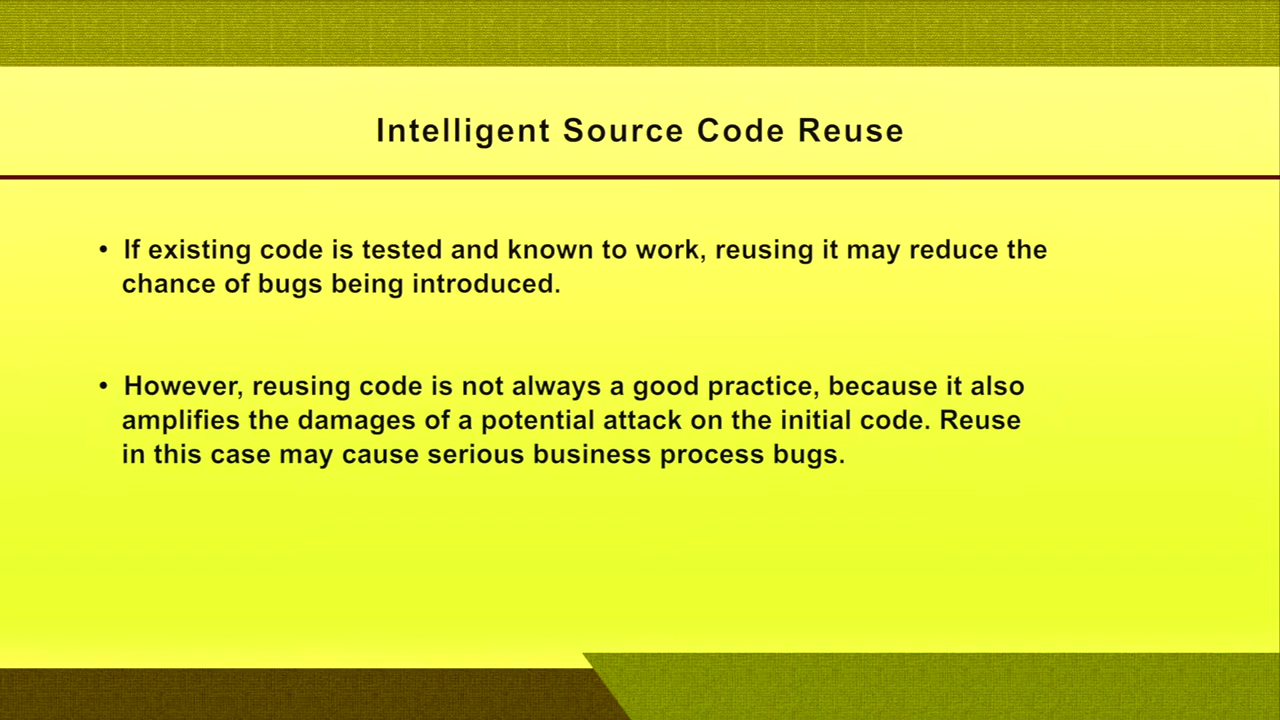 Intelligent Source Code Reuse
• If existing code is tested and known to work, reusing it may reduce the
chance of bugs being introduced.
• However, reusing code is not always a good practice, because it also
amplifies the damages of a potential attack on the initial code. Reuse
in this case may cause serious business process bugs.